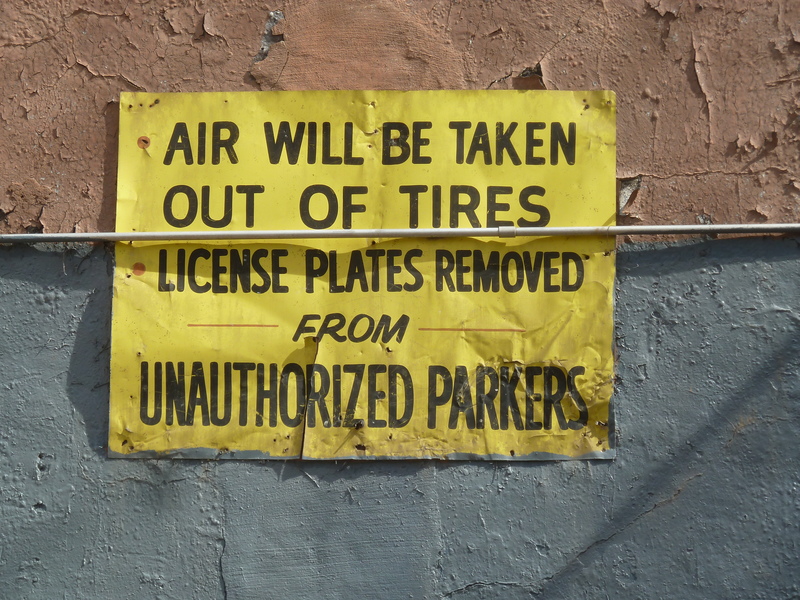 AIR WILL BE TAKEN
OUT OF TIRES
LICENSE PLATES REMOVED
FROM
UNAUTHORIZED PARKERS